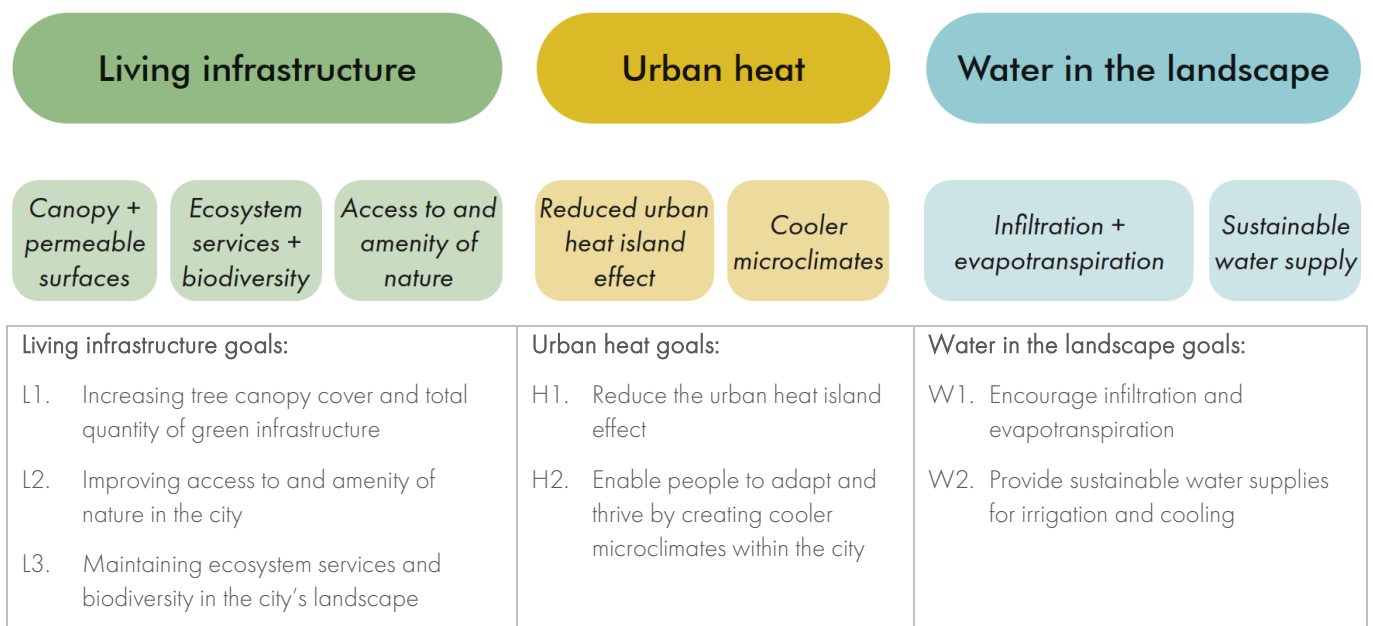 Living infrastructure
Urban heat
Water in the landscape
Canopy +
permeable
surfaces
Ecosystem
services +
biodiversity
Access to and
amenity of
nature
Reduced urban
heat island
effect
Cooler
microclimates
Infiltration +
evapotranspiration
Sustainable
water supply
Living infrastructure goals:
L1. Increasing tree canopy cover and total
quantity of green infrastructure
L2. Improving access to and amenity of
nature in the city
L3. Maintaining ecosystem services and
biodiversity in the city's landscape
Urban heat goals:
H1. Reduce the urban heat island
effect
H2. Enable people to adapt and
thrive by creating cooler
microclimates within the city
Water in the landscape goals:
W1. Encourage infiltration and
evapotranspiration
W2. Provide sustainable water supplies
for irrigation and cooling